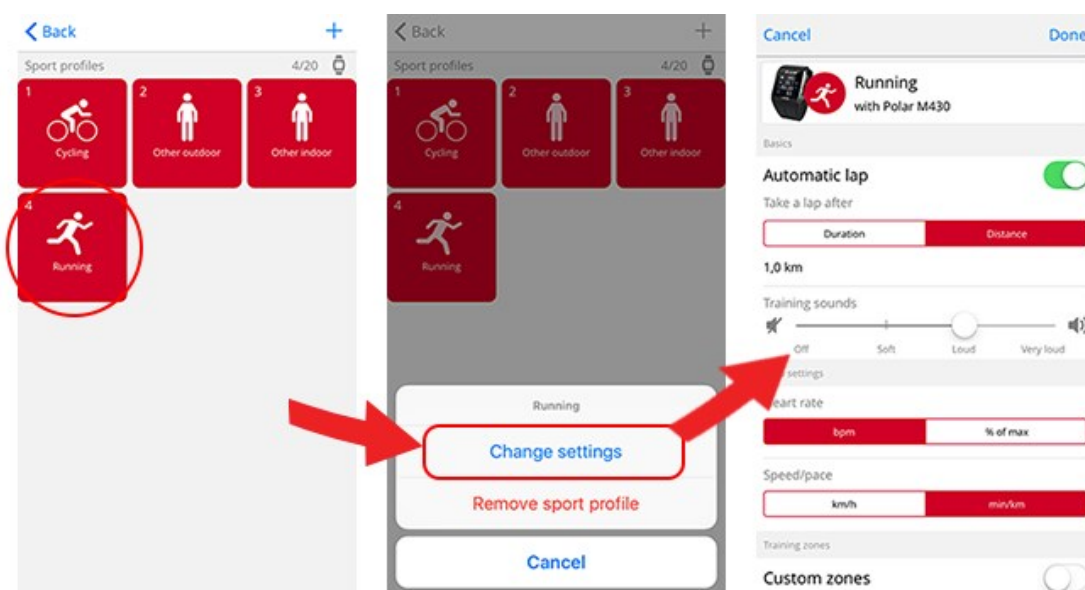 Back +
Sport profiles 4/20
1 2 3
Cycling Other outdoor Other indoor
4
Running
Back +
Sport profiles 4/20
1 2 3
Cycling Other outdoor Other indoor
4
Running
Running
Change settings
Remove sport profile
Cancel
Cancel Done
Running
with Polar M430
Basics
Automatic lap
Take a lap after
Duration Distance
1,0 km
Training sounds
Off Soft Loud Very loud
settings
eart rate
bpm % of max
Speed/pace
km/h min/km
Training zones
Custom zones